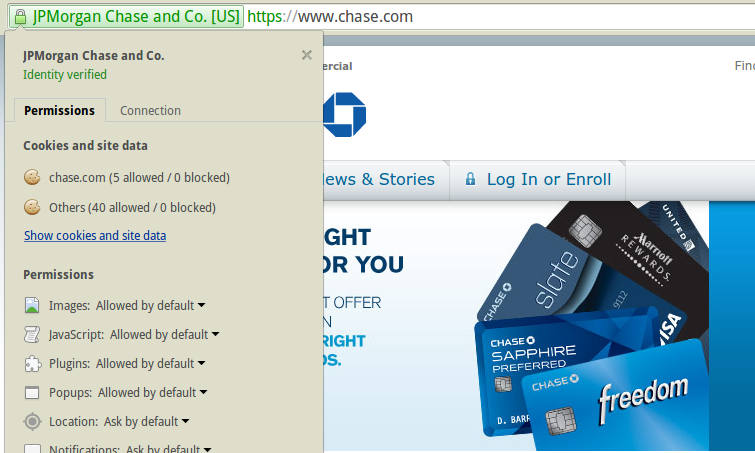 JPMorgan Chase and Co. [US] https://www.chase.com
JPMorgan Chase and Co.
Identity verified
Permissions Connection
Cookies and site data
chase.com (5 allowed / 0 blocked)
Others (40 allowed / 0 blocked)
Show cookies and site data
Permissions
Images: Allowed by default
JavaScript: Allowed by default
Plugins: Allowed by default
Popups: Allowed by default
Location: Ask by default
Notifications: Ask by default
ercial
Fin
ews & Stories
Log In or Enroll
GHT
OR YOU
T OFFER
N
RIGHT
DS.
UNITED
Marriott
REWARDS.
CHASE
slate
9112
VISA
CHASE
SAPPHIRE
PREFERRED
D. BARR
CHASE
freedom